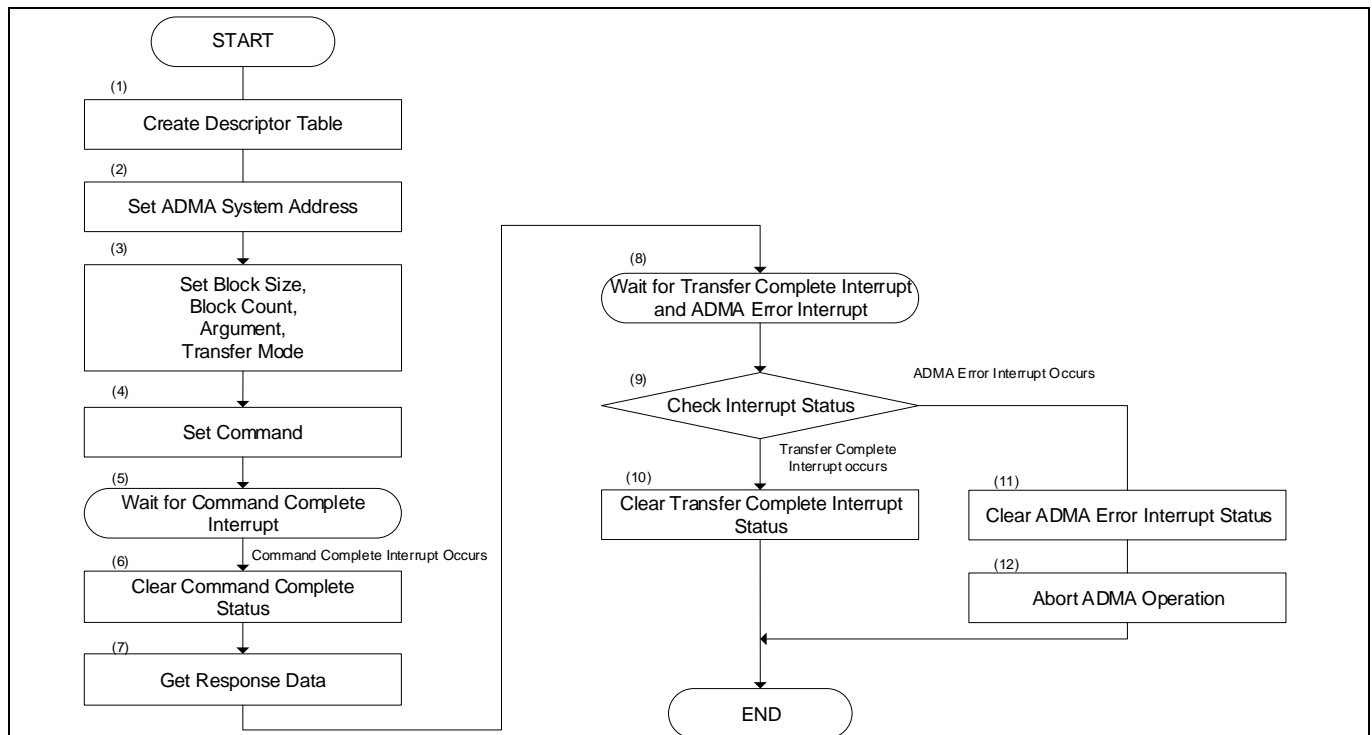 START
(1)
Create Descriptor Table
(2)
Set ADMA System Address
(3)
Set Block Size,
Block Count,
Argument,
Transfer Mode
(4)
Set Command
(5)
Wait for Command Complete
Interrupt
Command Complete Interrupt Occurs
(6)
Clear Command Complete
Status
(7)
Get Response Data
(8)
Wait for Transfer Complete Interrupt
and ADMA Error Interrupt
(9)
Check Interrupt Status
ADMA Error Interrupt Occurs
Transfer Complete
Interrupt occurs
(10)
Clear Transfer Complete Interrupt
Status
(11)
Clear ADMA Error Interrupt Status
(12)
Abort ADMA Operation
END